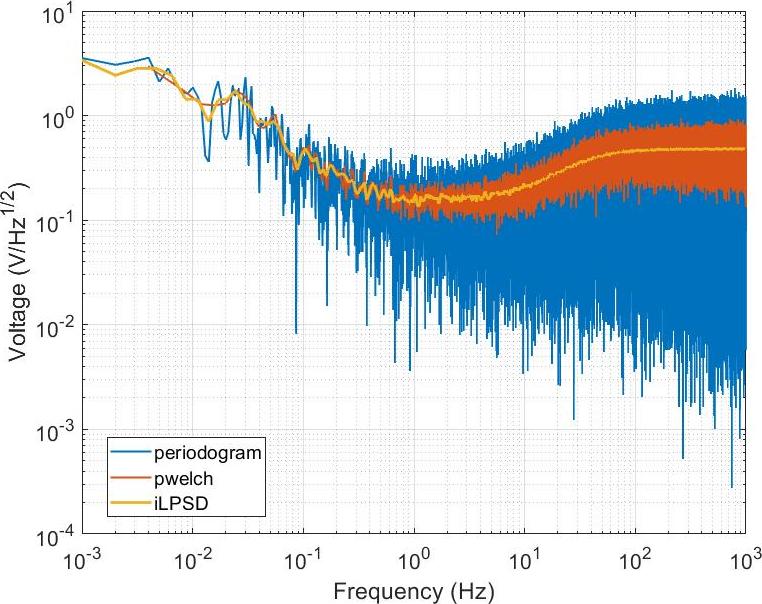 10^1
10^0
10^-1
10^-2
10^-3
10^-4
Voltage (V/Hz^1/2)
periodogram
pwelch
iLPSD
10^-3 10^-2 10^-1 10^0 10^1 10^2 10^3
Frequency (Hz)